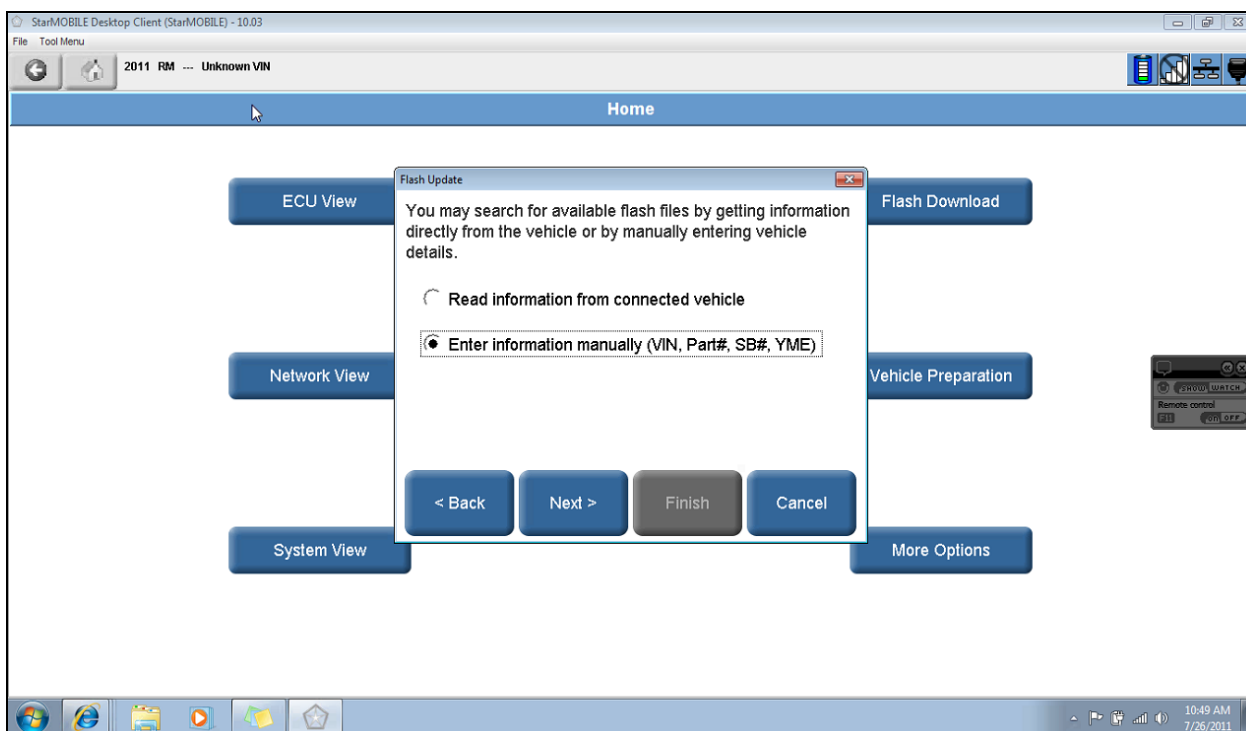 StarMOBILE Desktop Client (StarMOBILE) - 10.03
File Tool Menu
2011 RM --- Unknown VIN
Home
ECU View
Flash Download
Network View
Vehicle Preparation
System View
More Options
Flash Update
You may search for available flash files by getting information
directly from the vehicle or by manually entering vehicle
details.
Read information from connected vehicle
Enter information manually (VIN, Part#, SB#, YME)
< Back
Next >
Finish
Cancel
SHOW WATCH
Remote control
on OFF
10:49 AM
7/26/2011